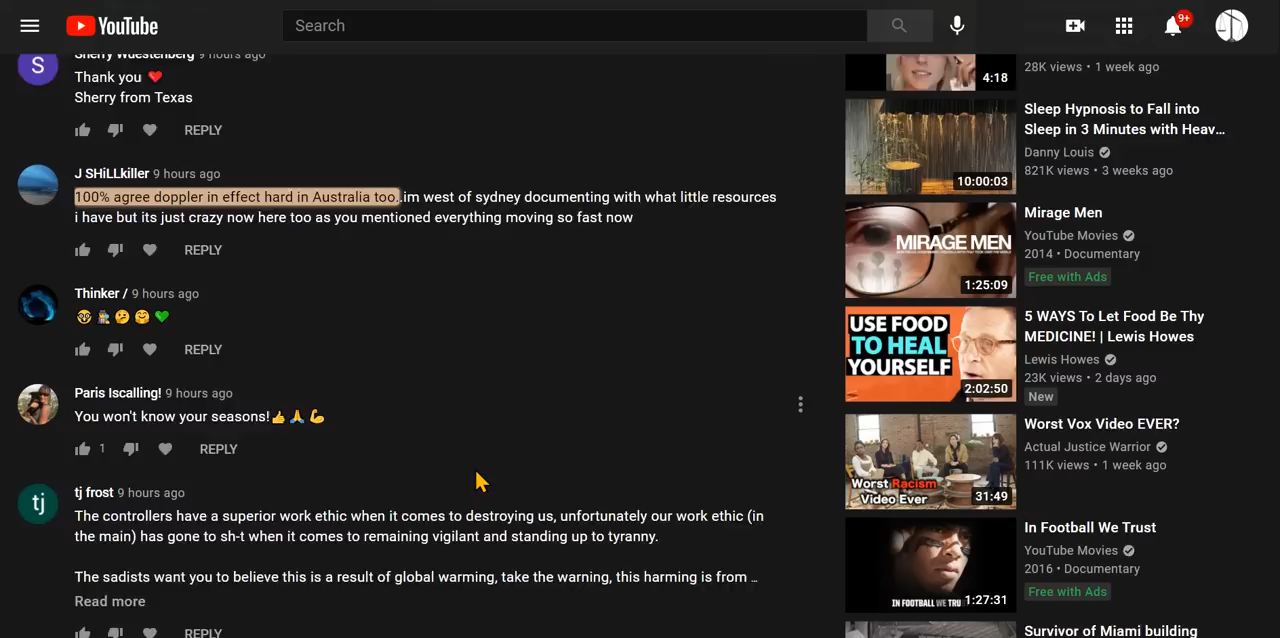 YouTube
Search
9+
Sherry Wuestenberg 9 hours ago
Thank you ❤️
Sherry from Texas
REPLY
J SHiLLkiller 9 hours ago
100% agree doppler in effect hard in Australia too..im west of sydney documenting with what little resources
i have but its just crazy now here too as you mentioned everything moving so fast now
REPLY
Thinker / 9 hours ago
REPLY
Paris Iscalling! 9 hours ago
You won't know your seasons!👍 🙏 💪
1
REPLY
tj
tj frost 9 hours ago
The controllers have a superior work ethic when it comes to destroying us, unfortunately our work ethic (in
the main) has gone to sh-t when it comes to remaining vigilant and standing up to tyranny.
The sadists want you to believe this is a result of global warming, take the warning, this harming is from ...
Read more
REPLY
S
4:18
28K views • 1 week ago
10:00:03
Sleep Hypnosis to Fall into
Sleep in 3 Minutes with Heav...
Danny Louis
821K views • 3 weeks ago
MIRAGE MEN
1:25:09
Mirage Men
YouTube Movies
2014 • Documentary
Free with Ads
USE FOOD
TO HEAL
YOURSELF
2:02:50
5 WAYS To Let Food Be Thy
MEDICINE! | Lewis Howes
Lewis Howes
23K views • 2 days ago
New
Worst Racism
Video Ever
31:49
Worst Vox Video EVER?
Actual Justice Warrior
111K views • 1 week ago
IN FOOTBALL WE TRU
1:27:31
In Football We Trust
YouTube Movies
2016 • Documentary
Free with Ads
Survivor of Miami building